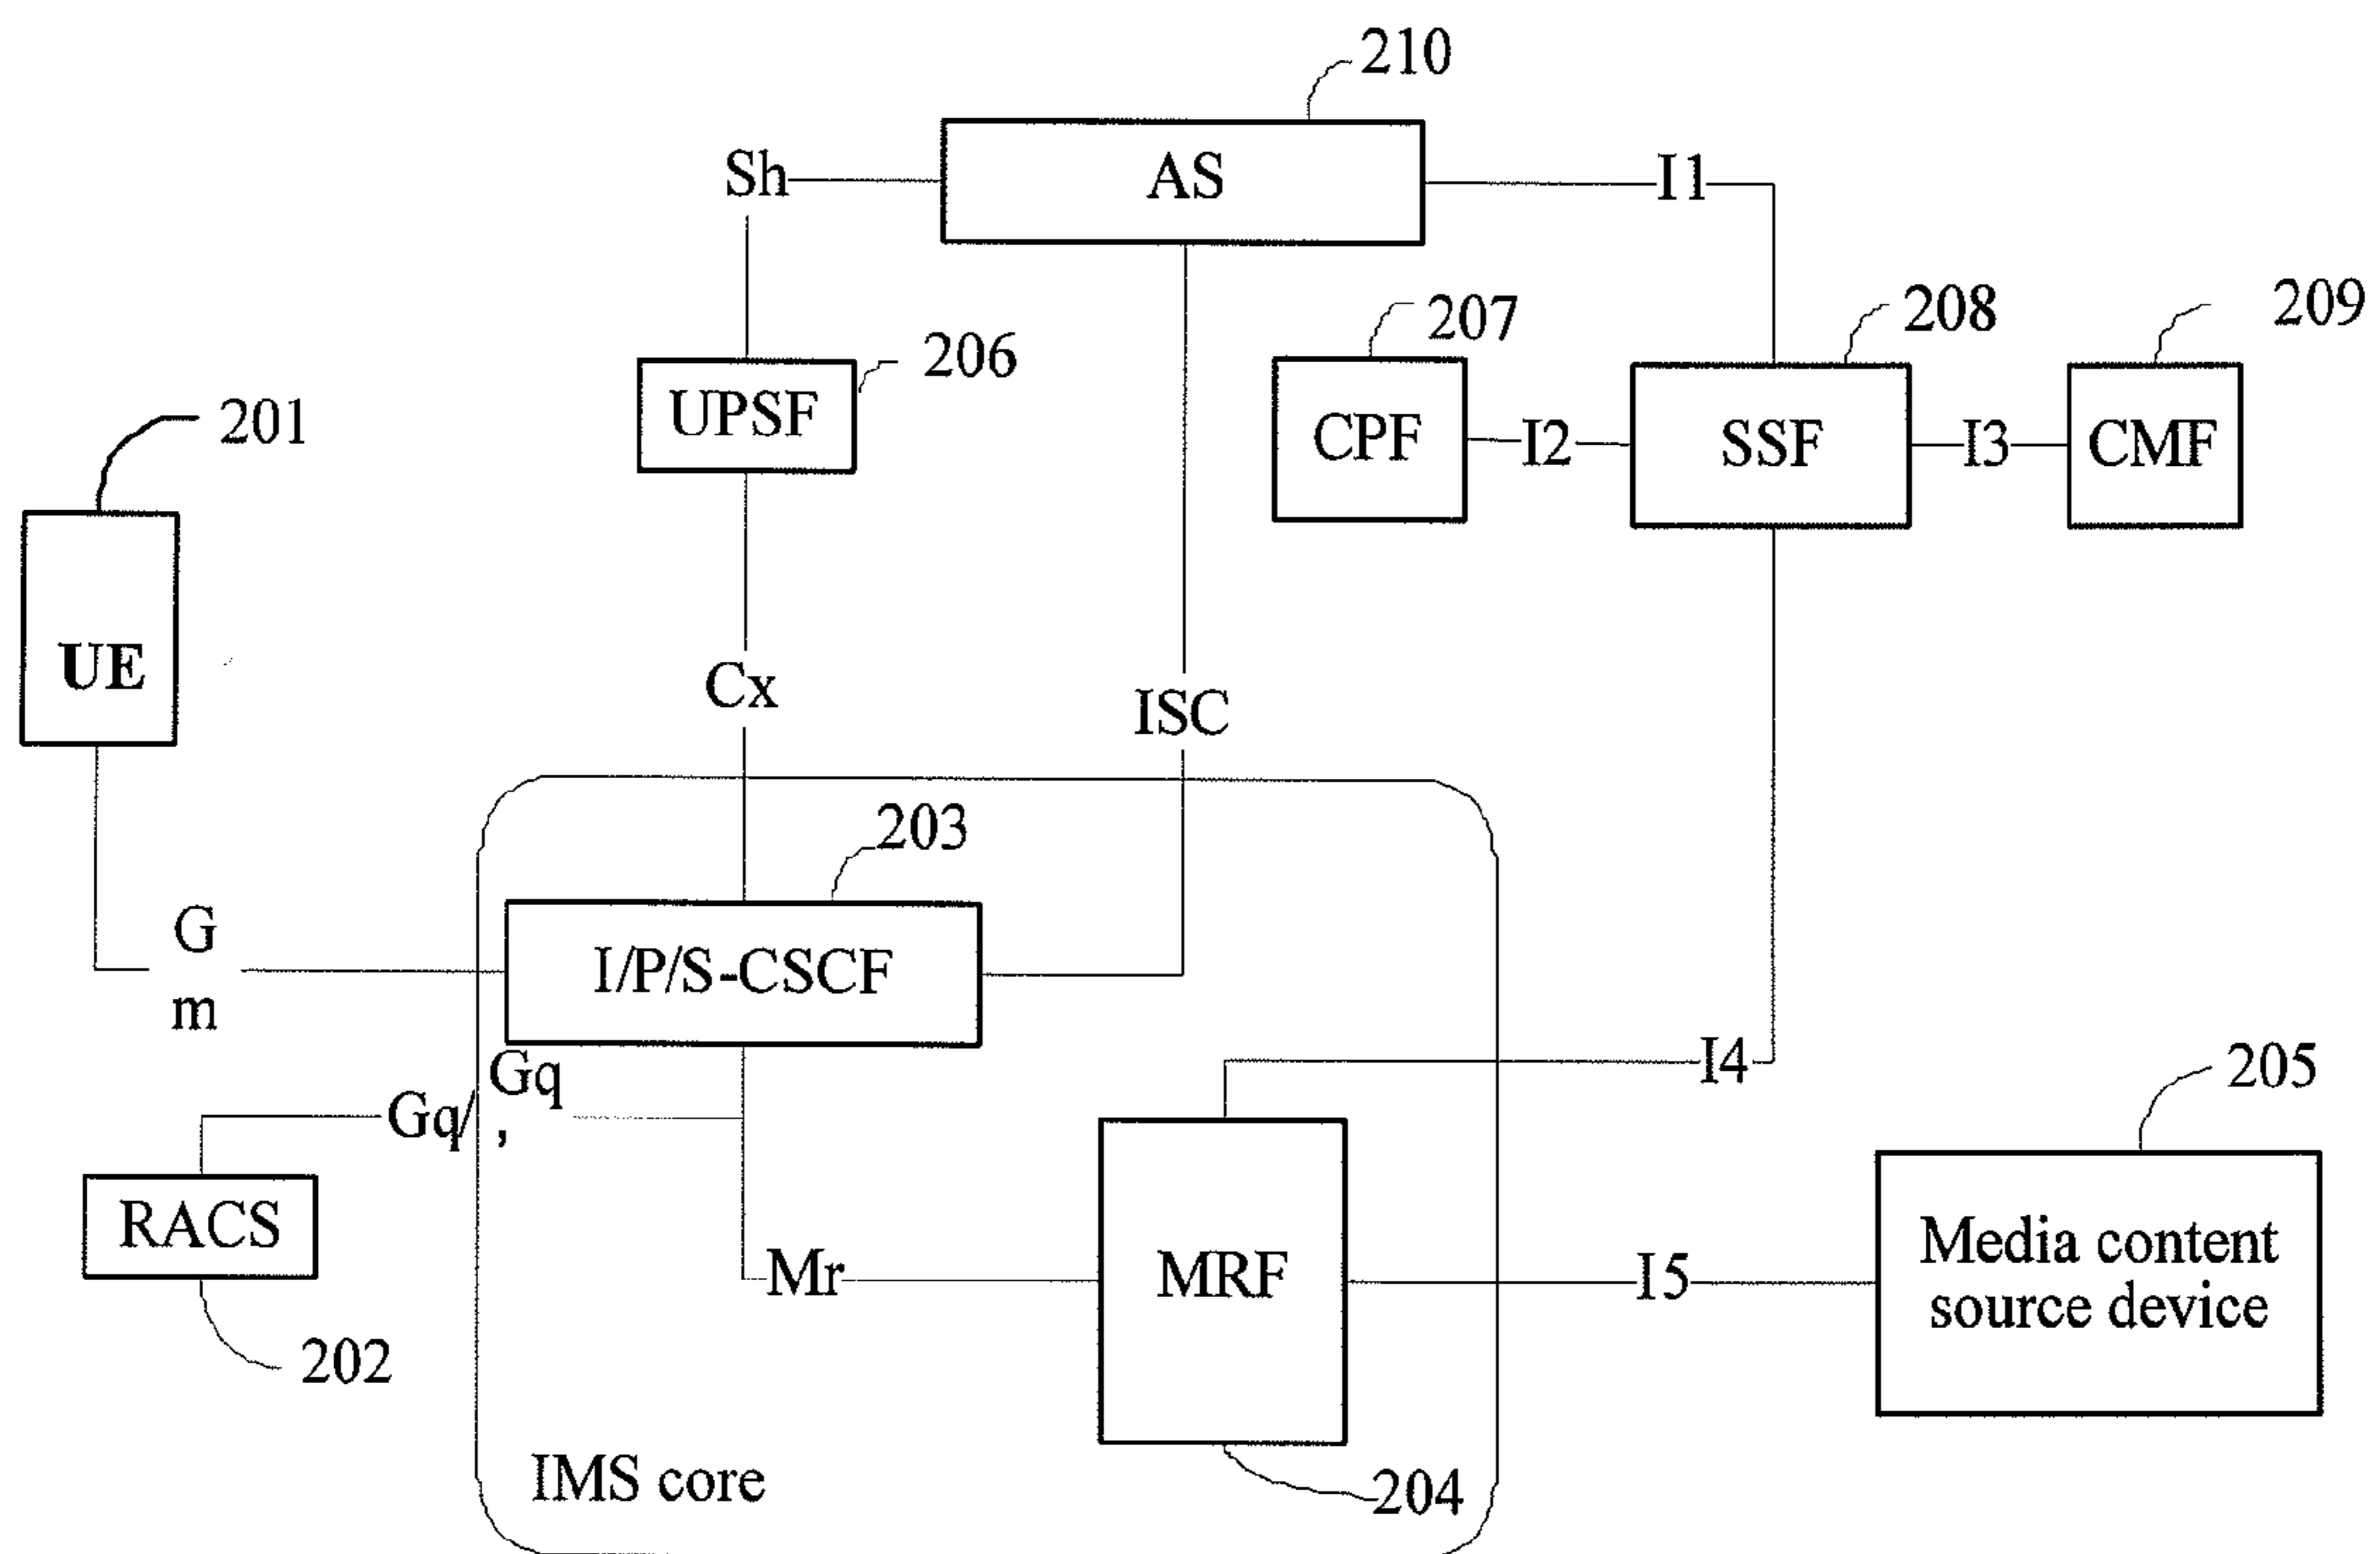 210
Sh
AS
I1
207
208
209
206
UPSF
CPF
I2
SSF
I3
CMF
201
UE
Cx
ISC
203
G
m
I/P/S-CSCF
Gq
Gq/ ,
I4
205
RACS
Mr
MRF
I5
Media content
source device
202
IMS core
204